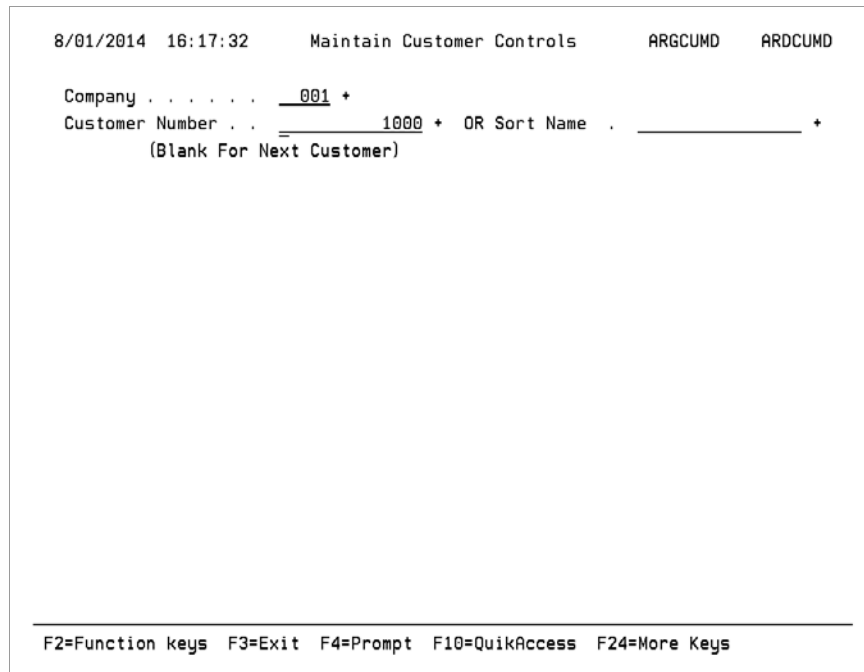 8/01/2014 16:17:32 Maintain Customer Controls ARGCUMD ARDCUMD
Company . . . . . . 001 +
Customer Number . . 1000 + OR Sort Name . +
(Blank For Next Customer)
F2=Function keys F3=Exit F4=Prompt F10=QuikAccess F24=More Keys